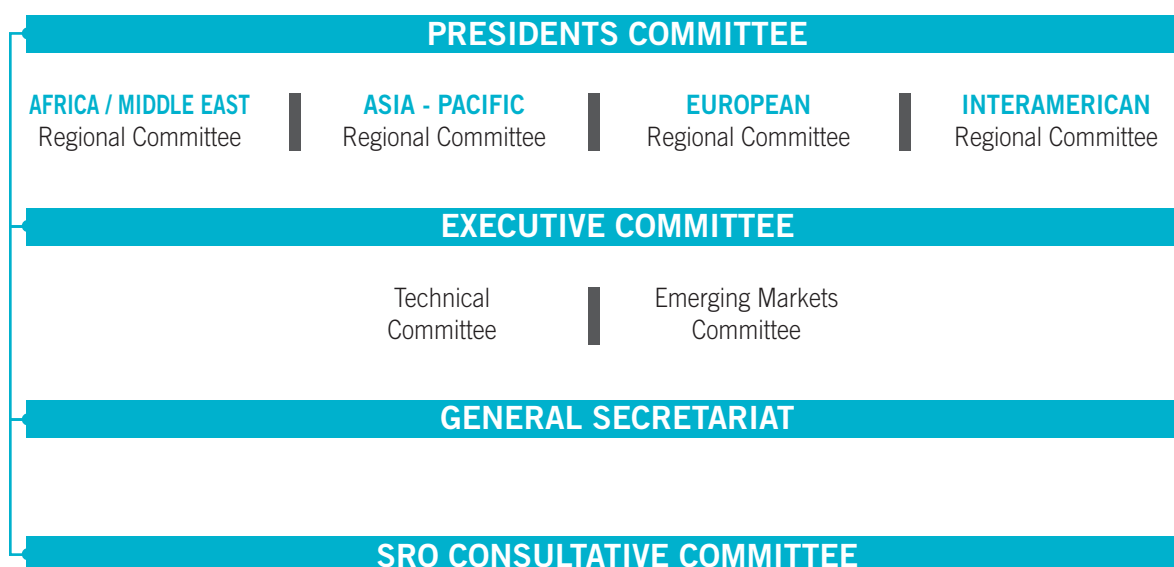 PRESIDENTS COMMITTEE
AFRICA / MIDDLE EAST
Regional Committee
ASIA - PACIFIC
Regional Committee
EUROPEAN
Regional Committee
INTERAMERICAN
Regional Committee
EXECUTIVE COMMITTEE
Technical
Committee
Emerging Markets
Committee
GENERAL SECRETARIAT
SRO CONSULTATIVE COMMITTEE